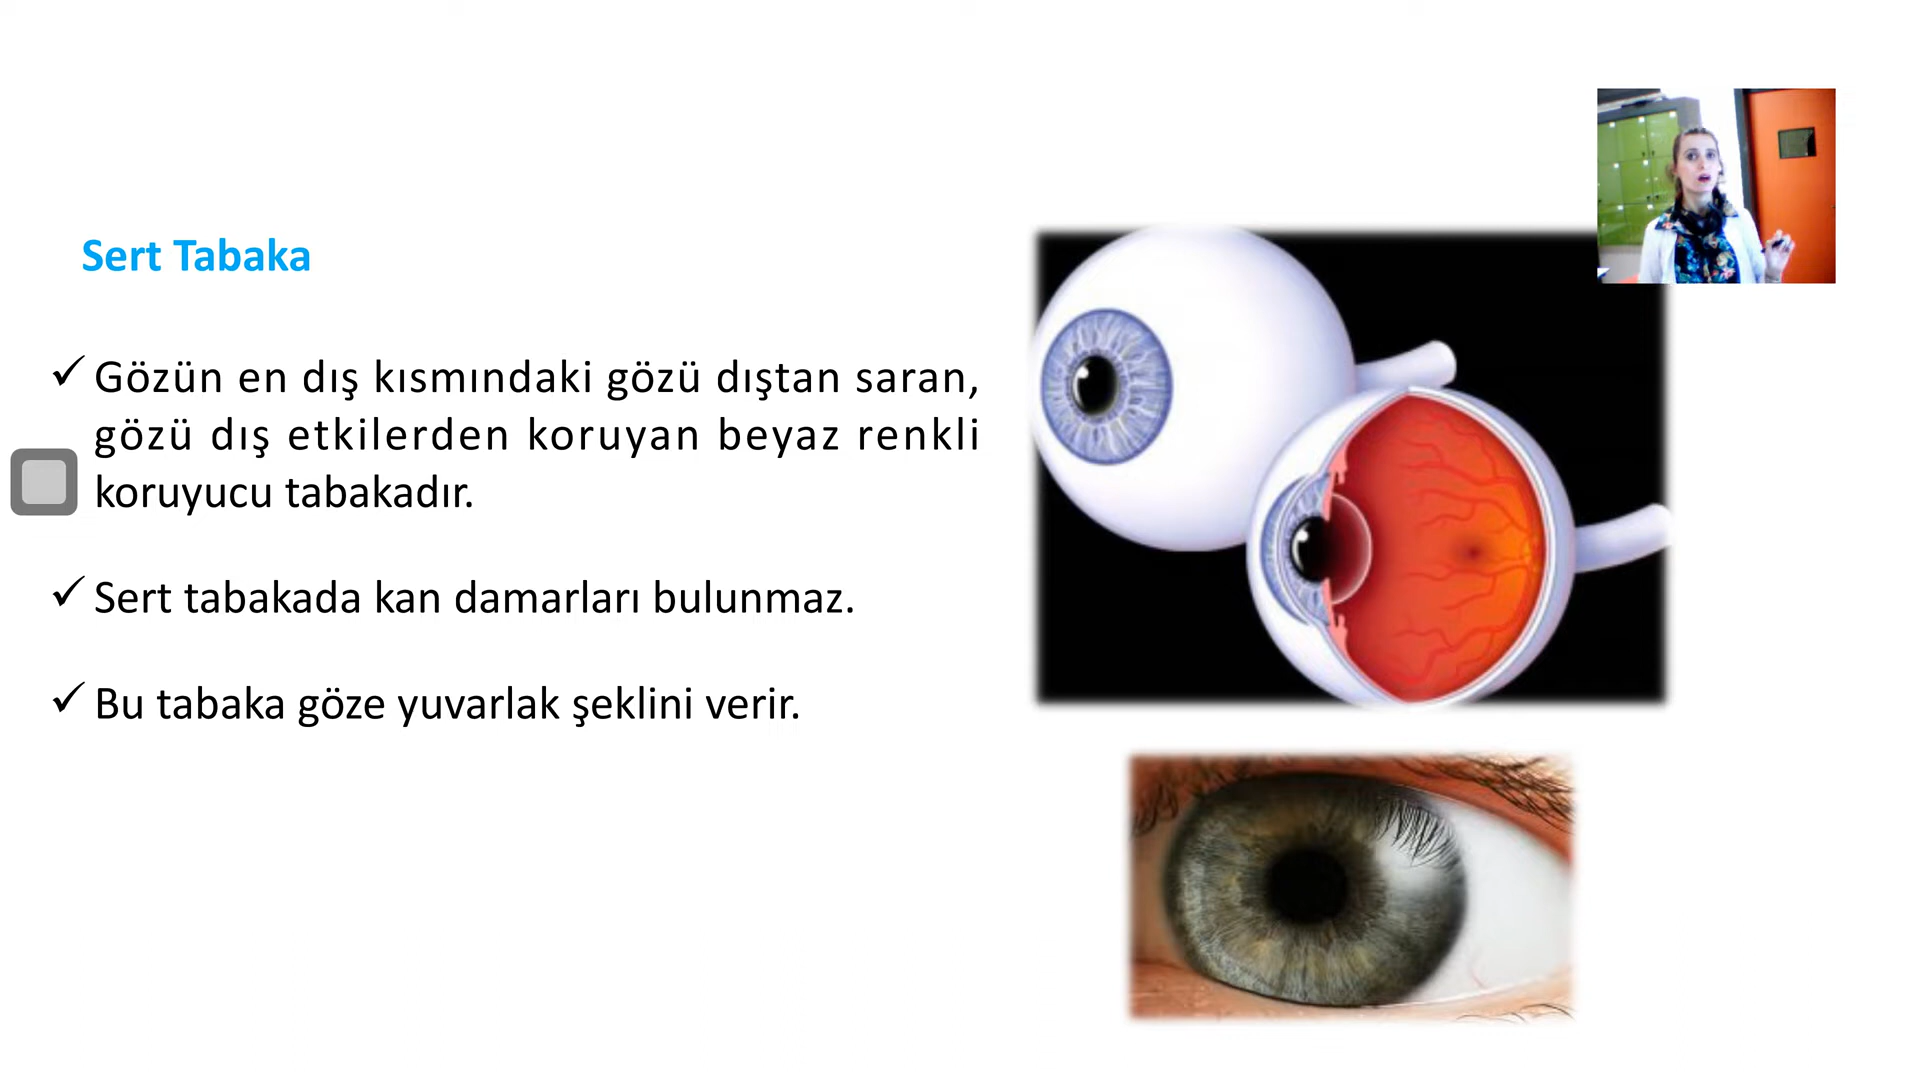 Sert Tabaka
✓ Gözün en dış kısmındaki gözü dıştan saran,
gözü dış etkilerden koruyan beyaz renkli
koruyucu tabakadır.
✓ Sert tabakada kan damarları bulunmaz.
✓ Bu tabaka göze yuvarlak şeklini verir.